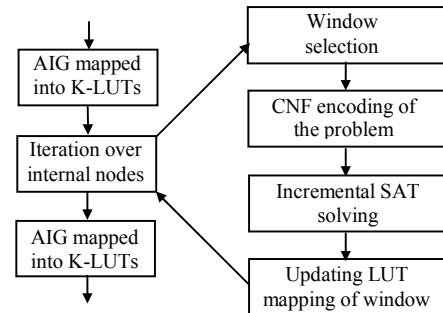 AIG mapped
into K-LUTs
Iteration over
internal nodes
AIG mapped
into K-LUTs
Window
selection
CNF encoding of
the problem
Incremental SAT
solving
Updating LUT
mapping of window